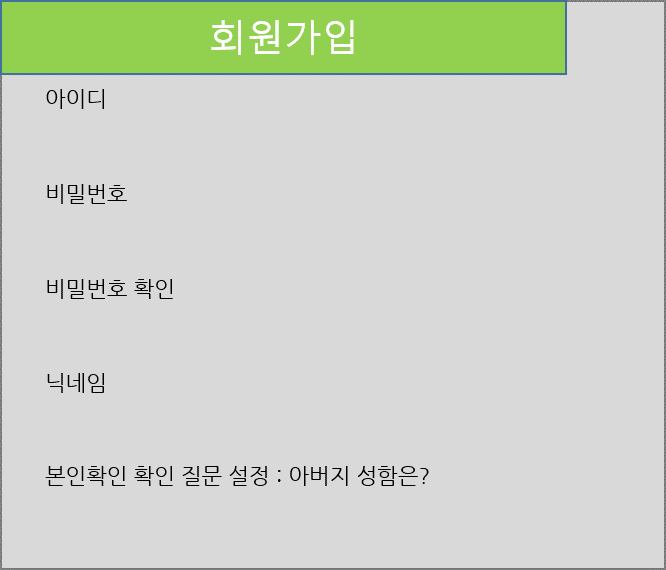 회원가입
아이디
비밀번호
비밀번호 확인
닉네임
본인확인 확인 질문 설정 : 아버지 성함은?